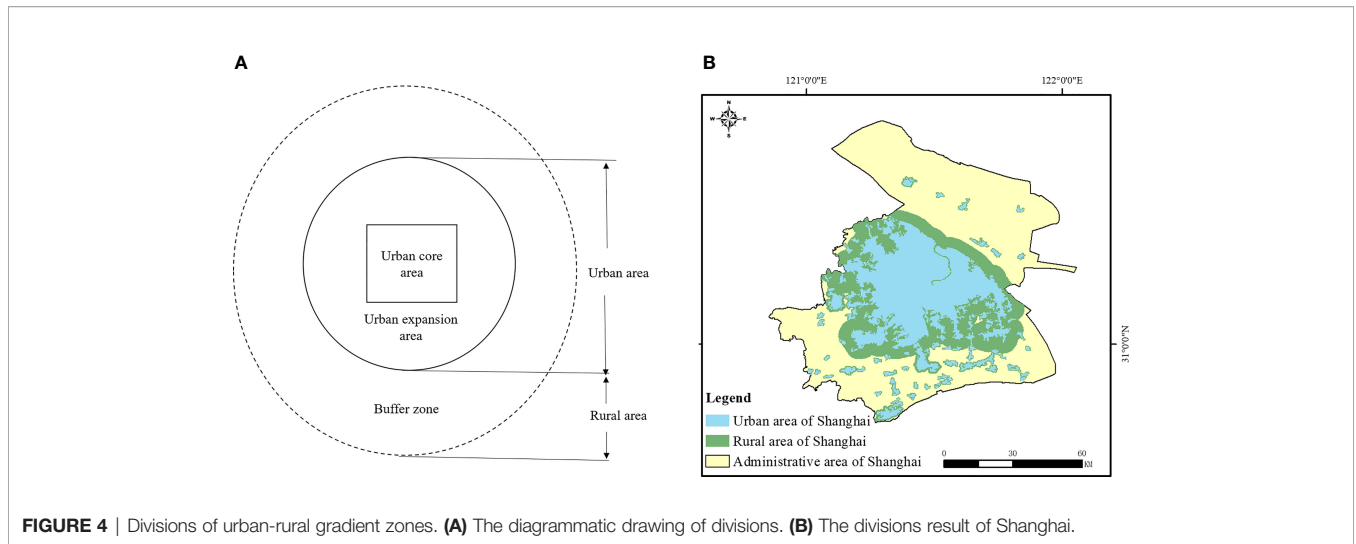 A
Urban core
area
Urban expansion
area
Buffer zone
Urban area
Rural area
B
121°0'0"E
122°0'0"E
N
W E
S
31°0'0"N
Legend
Urban area of Shanghai
Rural area of Shanghai
Administrative area of Shanghai
0 30 60
KM
FIGURE 4 | Divisions of urban-rural gradient zones. (A) The diagrammatic drawing of divisions. (B) The divisions result of Shanghai.